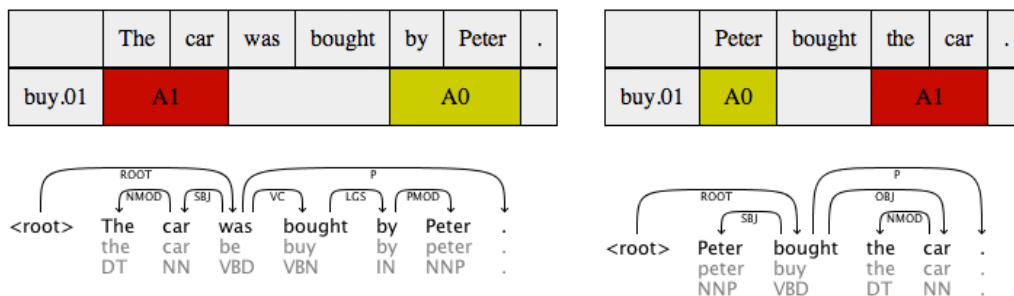 The car was bought by Peter .
buy.01 A1 A0
ROOT P
NMOD SBJ VC LGS PMOD
<root> The car was bought by Peter .
the car be buy by peter .
DT NN VBD VBN IN NNP .
Peter bought the car .
buy.01 A0 A1
P
ROOT OBJ
SBJ NMOD
<root> Peter bought the car .
peter buy the car .
NNP VBD DT NN .